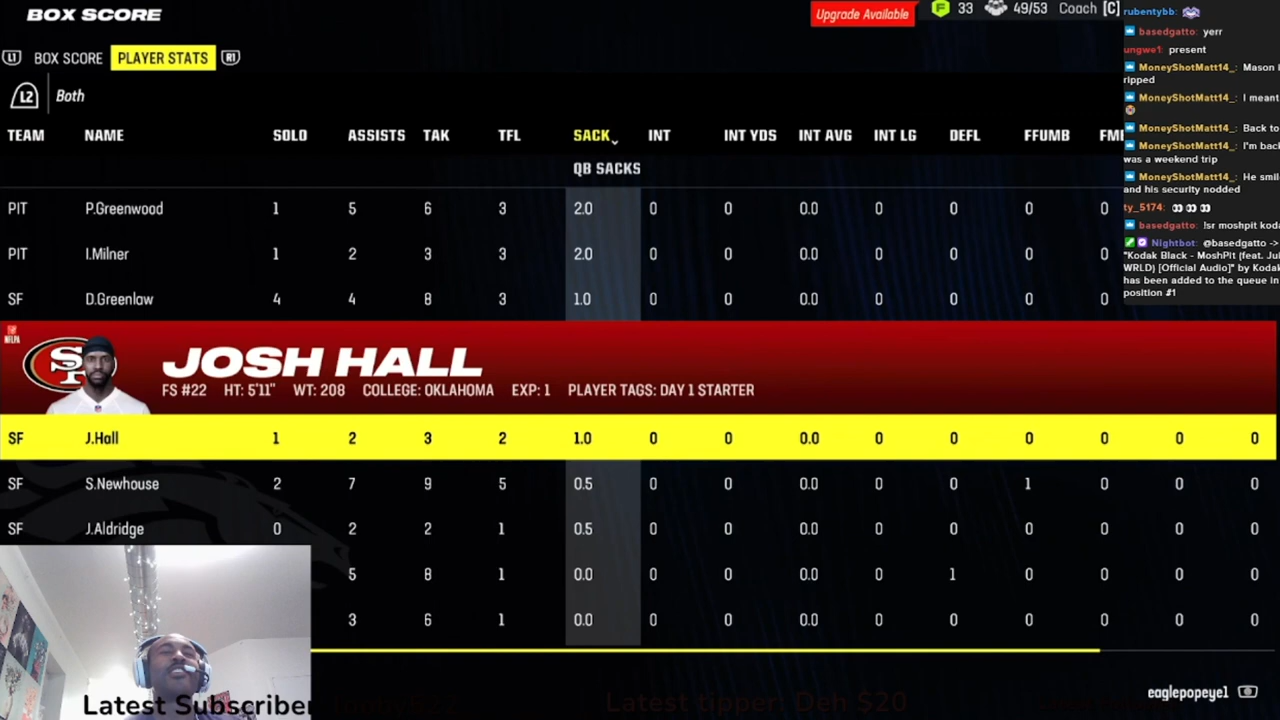 BOX SCORE
Upgrade Available
33
49/53
Coach [C]
L1 BOX SCORE PLAYER STATS R1
L2 Both
TEAM NAME SOLO ASSISTS TAK TFL SACK INT INT YDS INT AVG INT LG DEFL FFUMB
QB SACKS
PIT P.Greenwood 1 5 6 3 2.0 0 0 0.0 0 0 0 0
PIT I.Milner 1 2 3 3 2.0 0 0 0.0 0 0 0 0
SF D.Greenlaw 4 4 8 3 1.0 0 0 0.0 0 0 0 0
NFLPA
SF
JOSH HALL
FS #22 HT: 5'11" WT: 208 COLLEGE: OKLAHOMA EXP: 1 PLAYER TAGS: DAY 1 STARTER
SF J.Hall 1 2 3 2 1.0 0 0 0.0 0 0 0 0 0 0
SF S.Newhouse 2 7 9 5 0.5 0 0 0.0 0 0 1 0 0 0
SF J.Aldridge 0 2 2 1 0.5 0 0 0.0 0 0 0 0 0 0
5 8 1 0.0 0 0 0.0 0 1 0 0 0 0
3 6 1 0.0 0 0 0.0 0 0 0 0 0 0
eaglepopeye1
Latest Subscriber
Latest tipper: Deh $20
rubentybb:
basedgatto: yerr
ungwe1: present
MoneyShotMatt14_: Mason
ripped
MoneyShotMatt14_: I meant
MoneyShotMatt14_: Back to
MoneyShotMatt14_: I'm back
was a weekend trip
MoneyShotMatt14_: He
and his security nodded
ty_5174:
basedgatto: !sr moshpit
Nightbot: @basedgatto ->
"Kodak Black - MoshPit (feat.
WRLD) [Official Audio]" by Kodak
has been added to the queue in
position #1